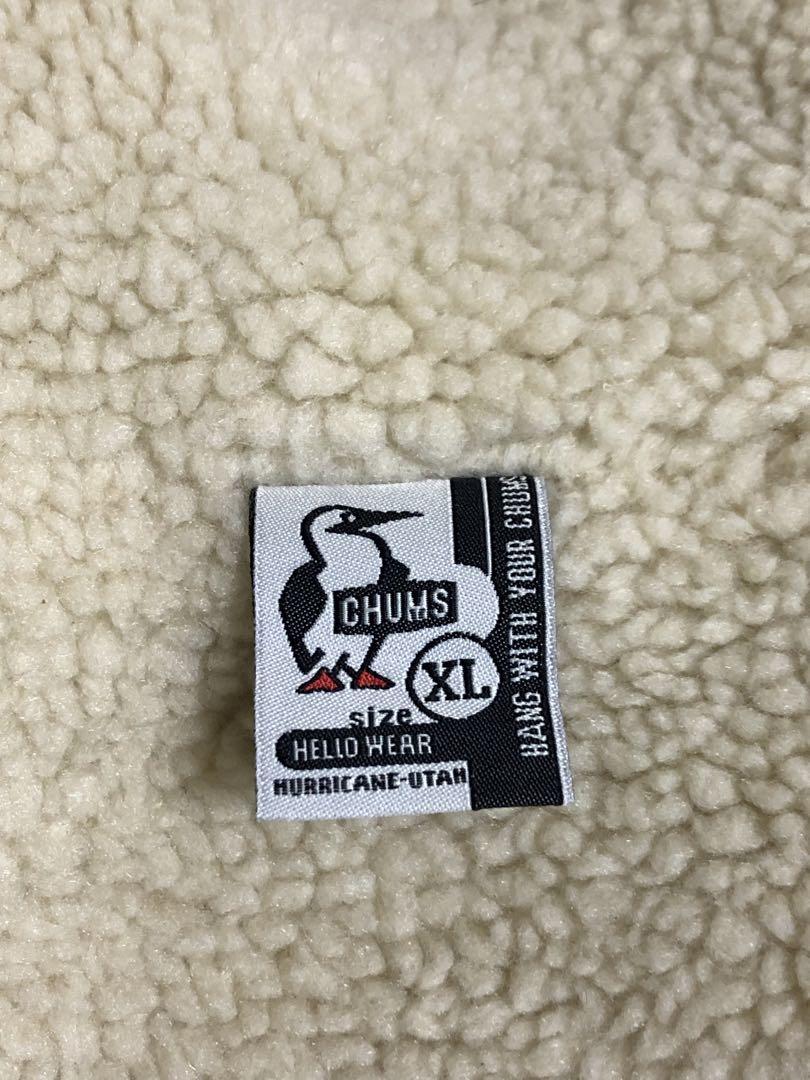 CHUMS
XL
size
HELLO WEAR
HURRICANE-UTAH
HANG WITH YOUR CHUMS